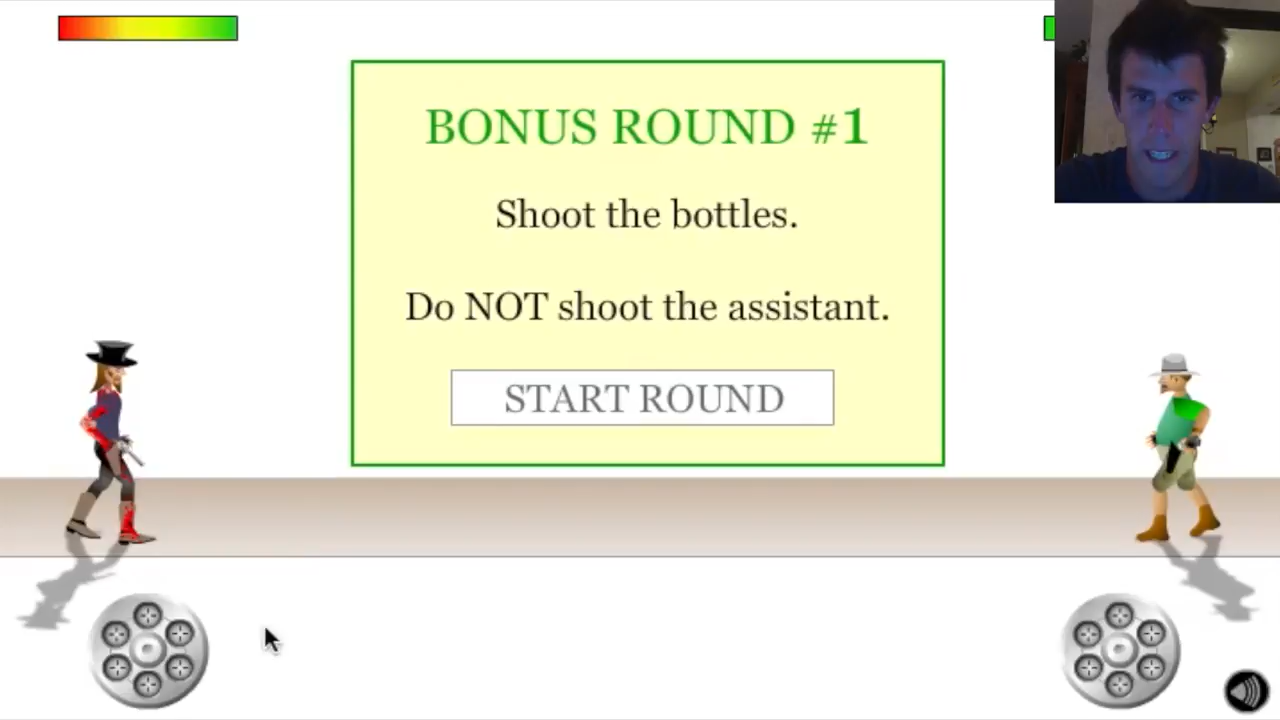 BONUS ROUND #1
Shoot the bottles.
Do NOT shoot the assistant.
START ROUND